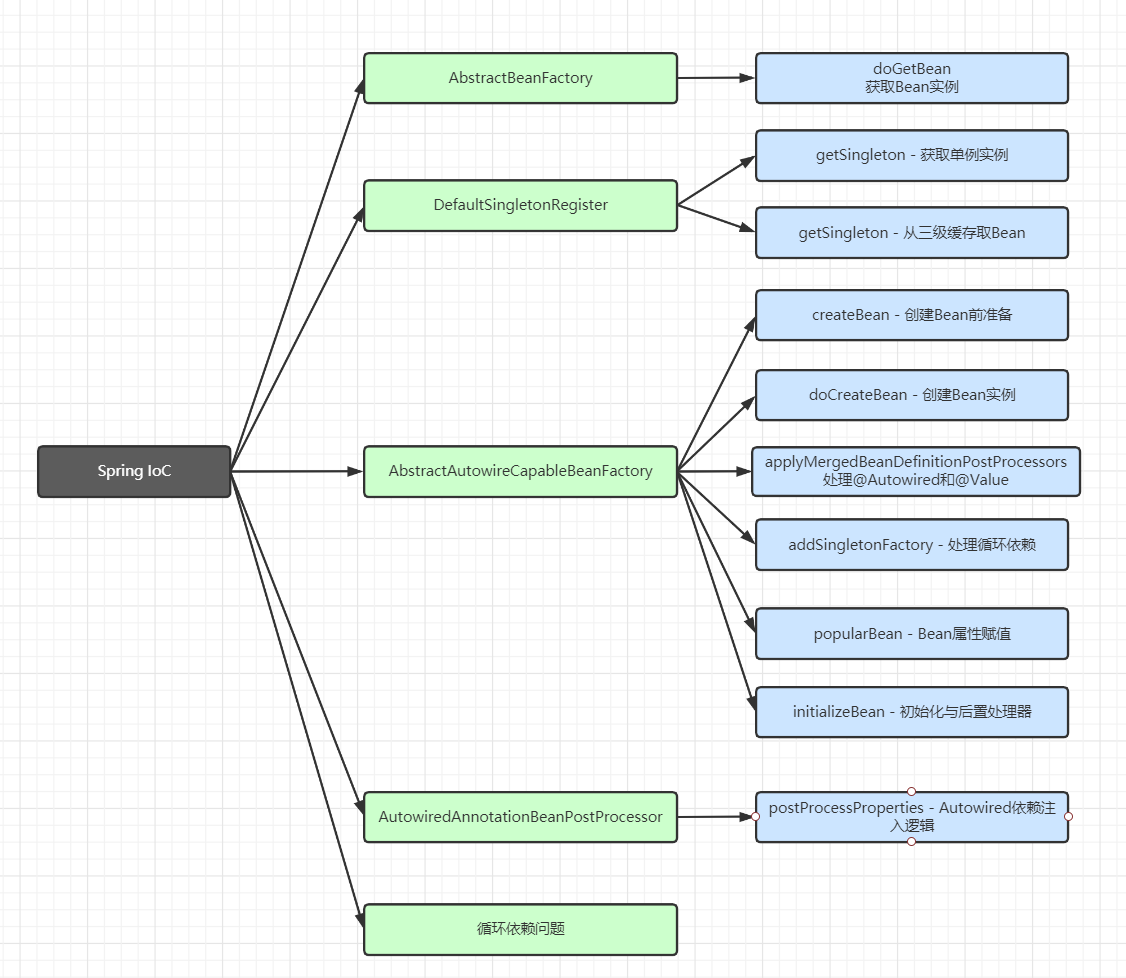 Spring IoC
AbstractBeanFactory
doGetBean
获取Bean实例
DefaultSingletonRegister
getSingleton - 获取单例实例
getSingleton - 从三级缓存取Bean
AbstractAutowireCapableBeanFactory
createBean - 创建Bean前准备
doCreateBean - 创建Bean实例
applyMergedBeanDefinitionPostProcessors
处理@Autowired和@Value
addSingletonFactory - 处理循环依赖
popularBean - Bean属性赋值
initializeBean - 初始化与后置处理器
AutowiredAnnotationBeanPostProcessor
postProcessProperties - Autowired依赖注
入逻辑
循环依赖问题